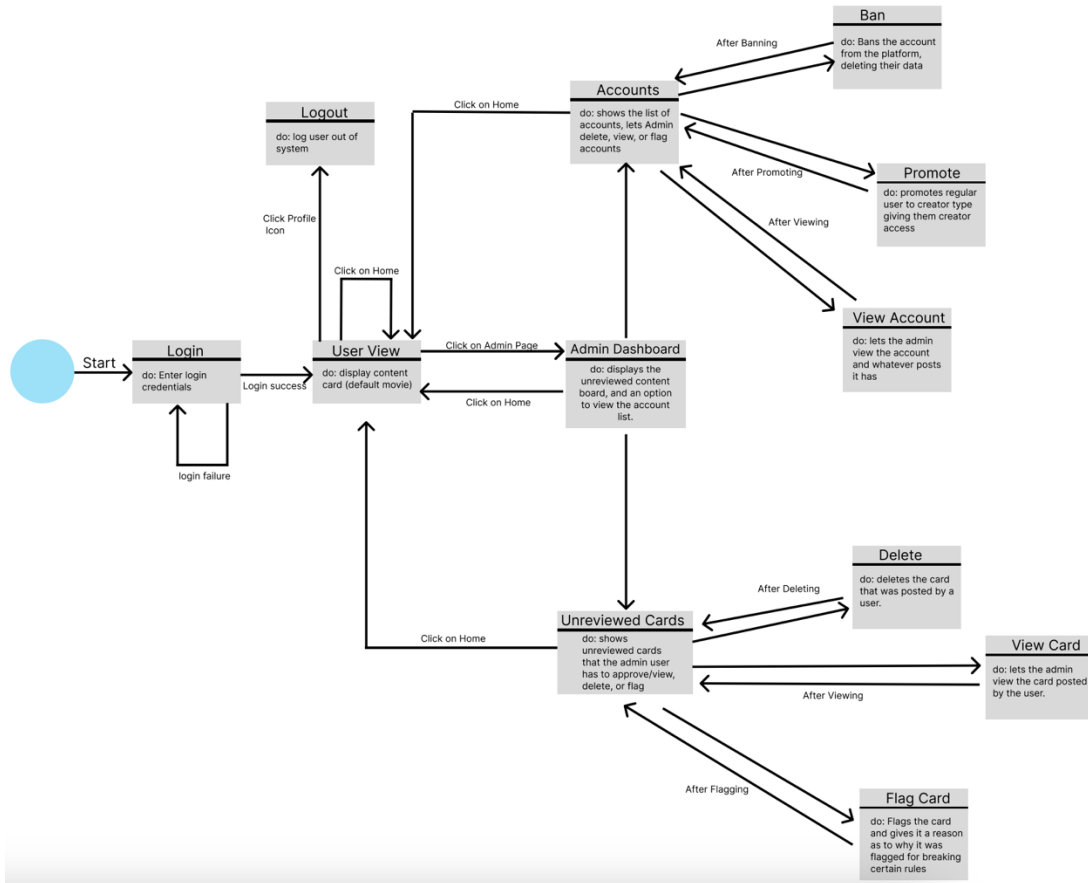 Ban
do: Bans the account
from the platform,
deleting their data
After Banning
Accounts
do: shows the list of
accounts, lets Admin
delete, view, or flag
accounts
Click on Home
Logout
do: log user out of
system
After Promoting
Promote
do: promotes regular
user to creator type
giving them creator
access
Click Profile
Icon
After Viewing
Click on Home
View Account
do: lets the admin
view the account
and whatever posts
it has
Start
Login
do: Enter login
credentials
Login success
login failure
User View
do: display content
card (default movie)
Click on Admin Page
Click on Home
Admin Dashboard
do: displays the
unreviewed content
board, and an option
to view the account
list.
Delete
do: deletes the card
that was posted by a
user.
After Deleting
Unreviewed Cards
do: shows
unreviewed cards
that the admin user
has to approve/view,
delete, or flag
Click on Home
View Card
do: lets the admin
view the card posted
by the user.
After Viewing
After Flagging
Flag Card
do: Flags the card
and gives it a reason
as to why it was
flagged for breaking
certain rules